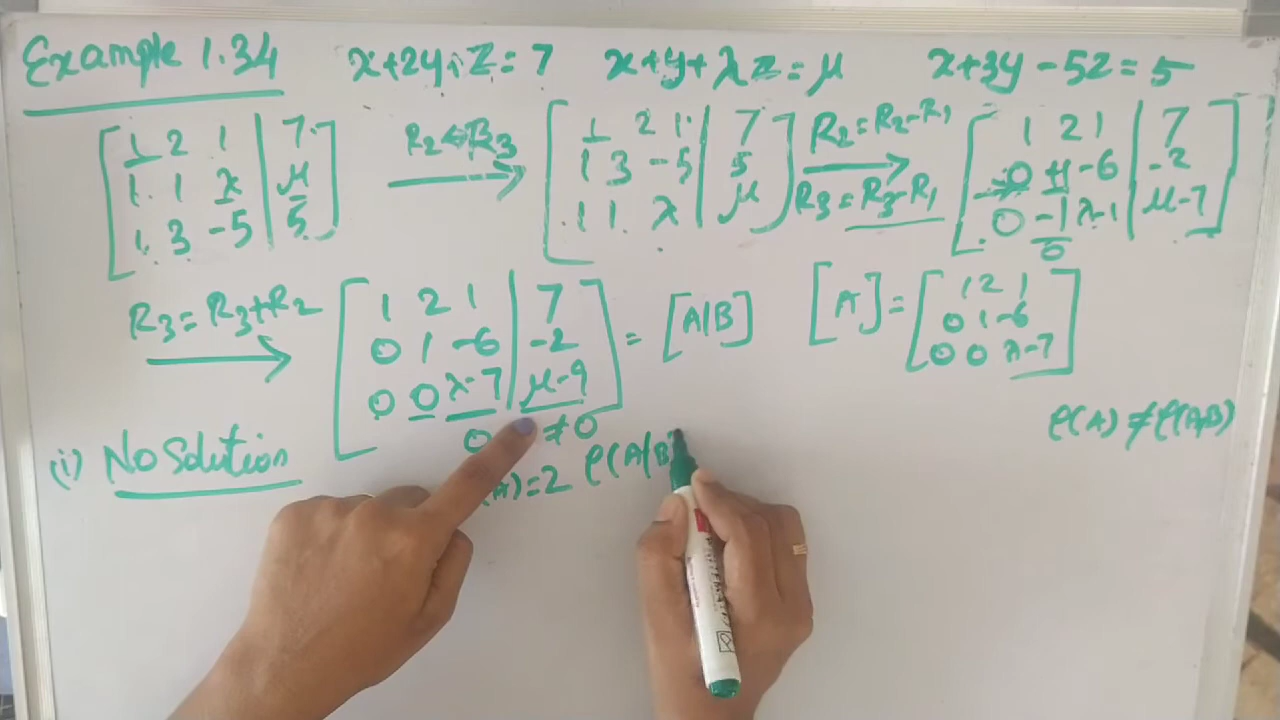 Example 1.34 x+2y+z=7 x+y+λz=μ x+3y-5z=5
1 2 1 | 7 R2↔R3 1 2 1 | 7 R2=R2-R1 1 2 1 | 7
1 1 λ | μ 1 3 -5 | 5 R3=R3-R1 0 1 -6 | -2
1 3 -5 | 5 1 1 λ | μ 0 -1 λ-1 | μ-7
0
R3=R3+R2 1 2 1 | 7 = [A|B] [A]= 1 2 1
0 1 -6 | -2 0 1 -6
0 0 λ-7 | μ-9 0 0 λ-7
0 ≠0 ρ(A)≠ρ(A|B)
(i) No Solution (A)=2 ρ(A|B